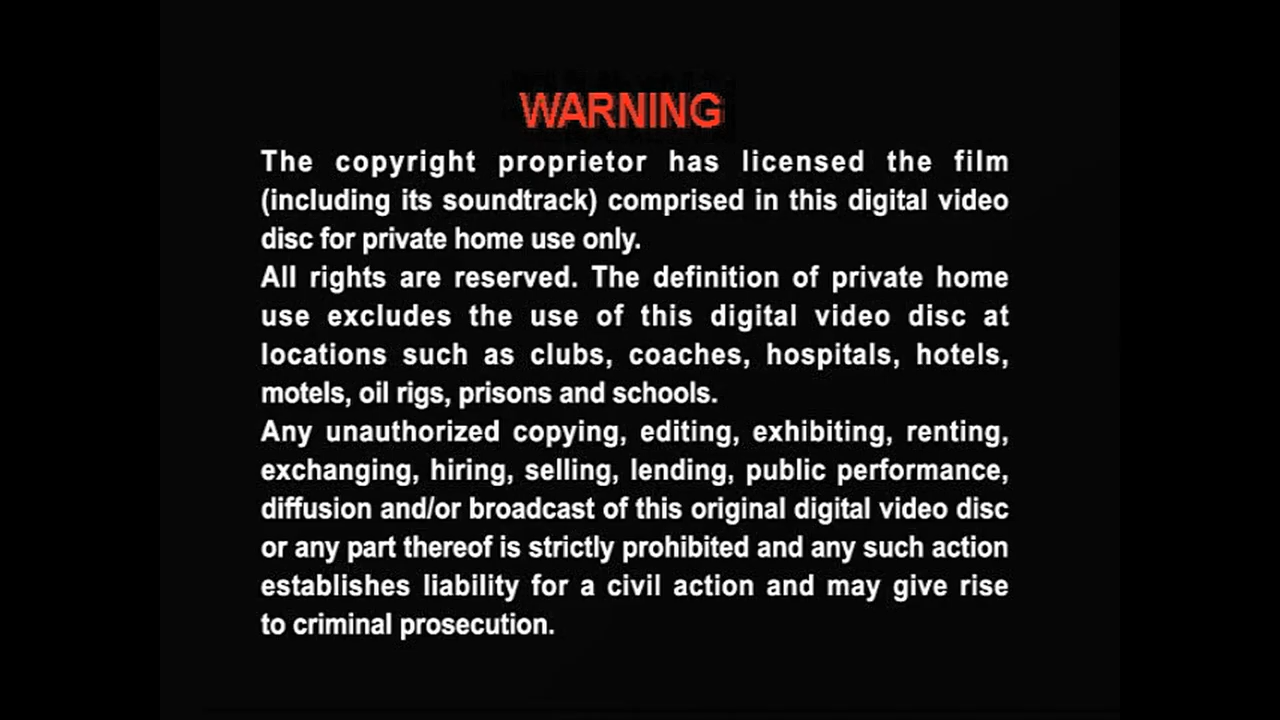 WARNING
The copyright proprietor has licensed the film
(including its soundtrack) comprised in this digital video
disc for private home use only.
All rights are reserved. The definition of private home
use excludes the use of this digital video disc at
locations such as clubs, coaches, hospitals, hotels,
motels, oil rigs, prisons and schools.
Any unauthorized copying, editing, exhibiting, renting,
exchanging, hiring, selling, lending, public performance,
diffusion and/or broadcast of this original digital video disc
or any part thereof is strictly prohibited and any such action
establishes liability for a civil action and may give rise
to criminal prosecution.